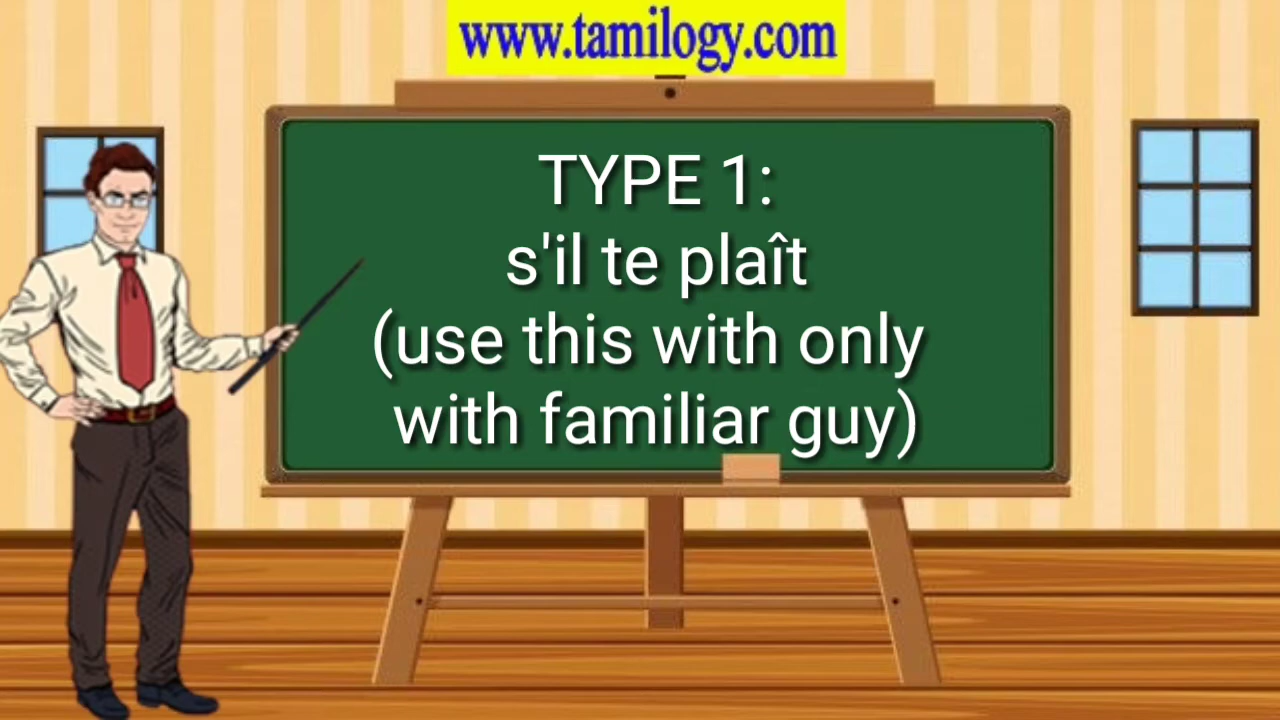 www.tamilogy.com
TYPE 1:
s'il te plaît
(use this with only
with familiar guy)